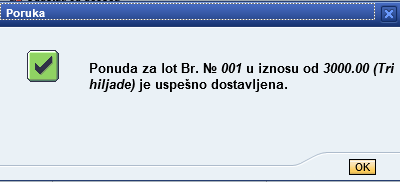 Poruka
Ponuda za lot Br. № 001 u iznosu od 3000.00 (Tri
hiljade) je uspešno dostavljena.
OK